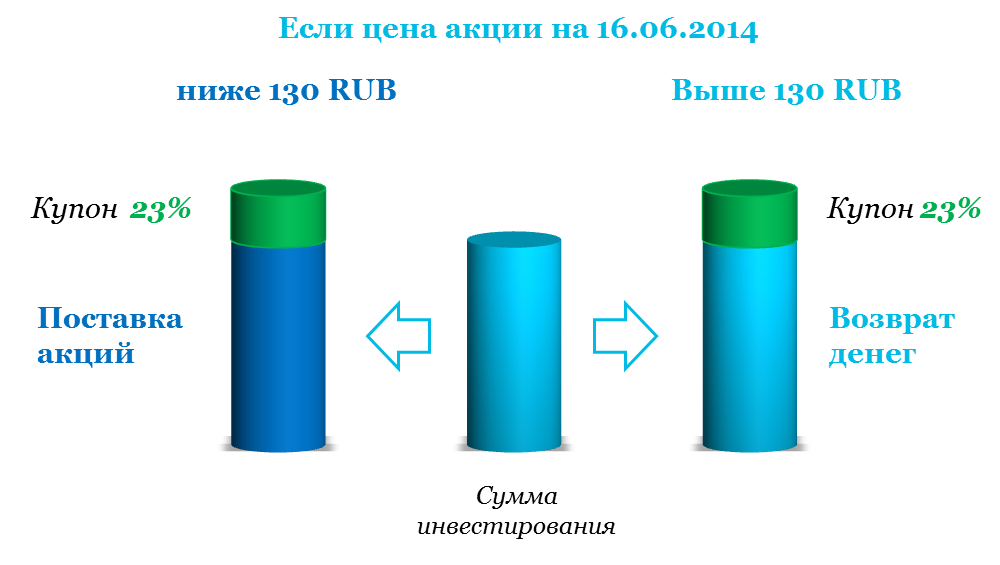 Если цена акции на 16.06.2014
ниже 130 RUB
Выше 130 RUB
Купон 23%
Купон 23%
Поставка
акций
Возврат
денег
Сумма
инвестирования